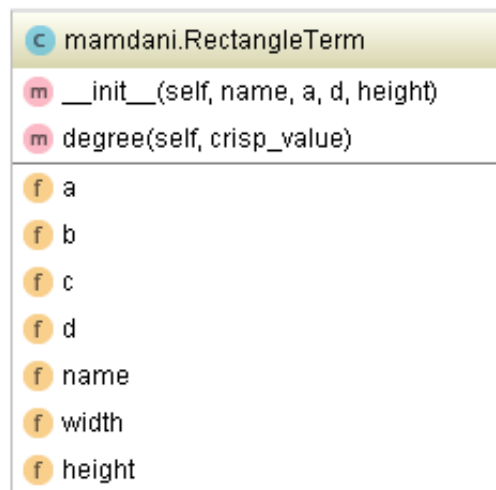 C mamdani.RectangleTerm
m __init__(self, name, a, d, height)
m degree(self, crisp_value)
f a
f b
f c
f d
f name
f width
f height